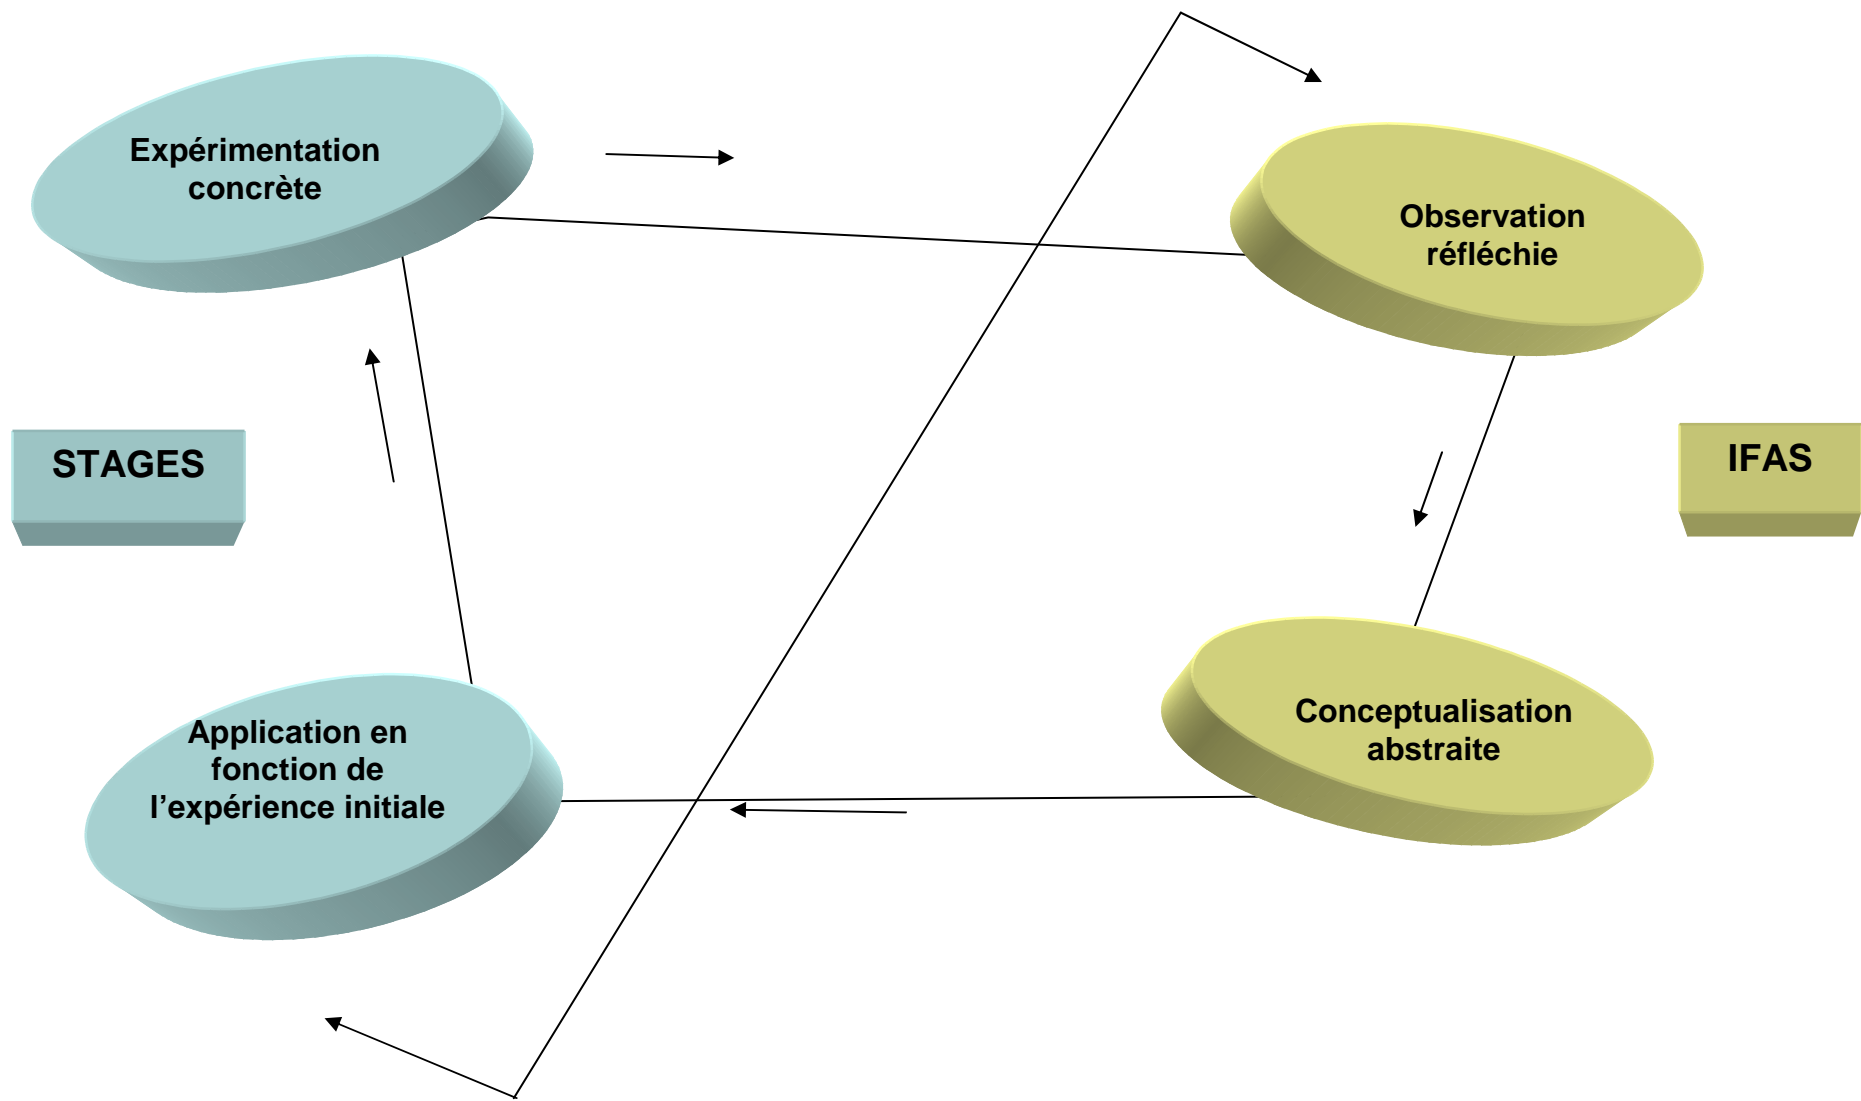 Expérimentation
concrète
Observation
réfléchie
STAGES
IFAS
Application en
fonction de
l’expérience initiale
Conceptualisation
abstraite